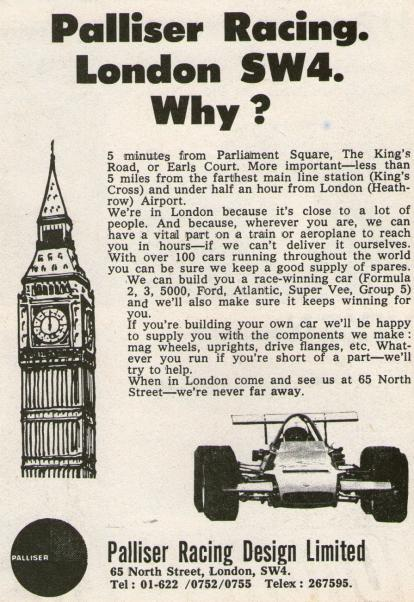 Palliser Racing.
London SW4.
Why ?
5 minutes from Parliament Square, The King's
Road, or Earls Court. More important—less than
5 miles from the farthest main line station (King's
Cross) and under half an hour from London (Heath-
row) Airport.
We're in London because it's close to a lot of
people. And because, wherever you are, we can
have a vital part on a train or aeroplane to reach
you in hours—if we can't deliver it ourselves.
With over 100 cars running throughout the world
you can be sure we keep a good supply of spares.
We can build you a race-winning car (Formula
2, 3, 5000, Ford, Atlantic, Super Vee, Group 5)
and we'll also make sure it keeps winning for
you.
If you're building your own car we'll be happy
to supply you with the components we make :
mag wheels, uprights, drive flanges, etc. What-
ever you run if you're short of a part—we'll
try to help.
When in London come and see us at 65 North
Street—we're never far away.
PALLISER
Palliser Racing Design Limited
65 North Street, London, SW4.
Tel : 01-622 /0752/0755 Telex : 267595.